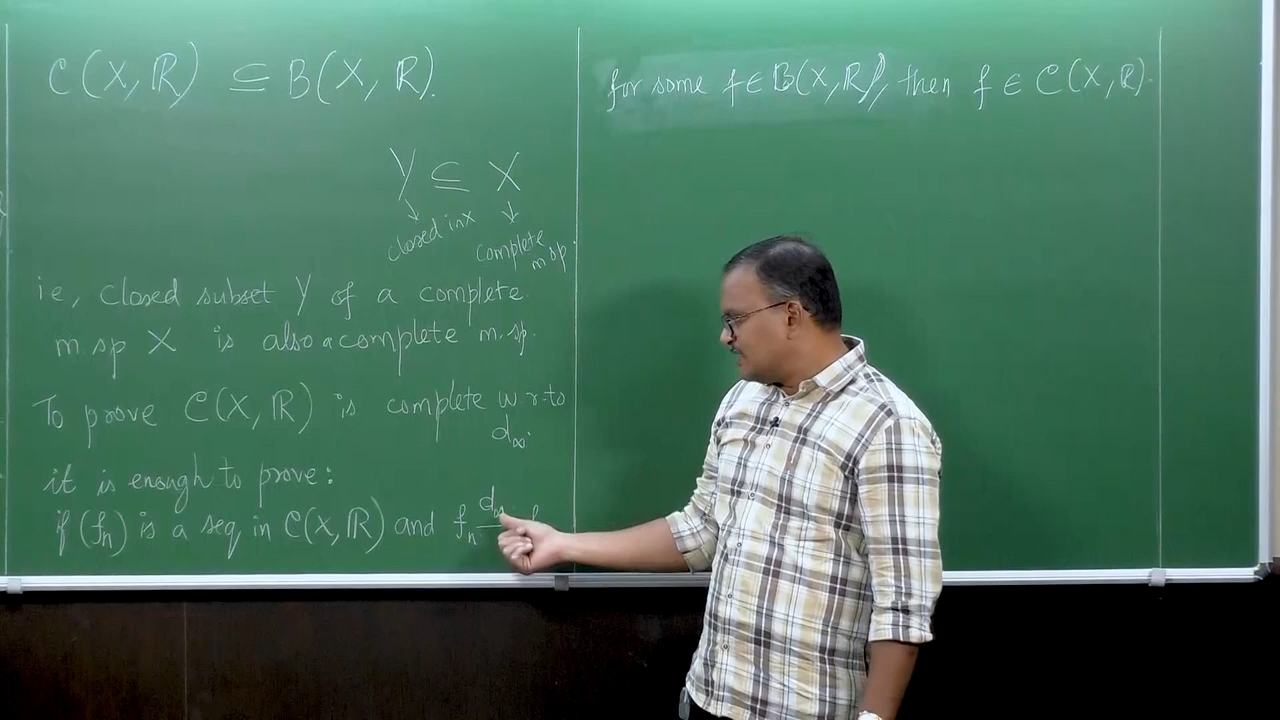 C(X, ℝ) ⊆ B(X, ℝ).
Y ⊆ X
closed in X
complete m sp.
ie, closed subset Y of a complete
m. sp X is also a complete m. sp.
To prove C(X, ℝ) is complete w. r. to
d∞.
it is enough to prove:
if (fn) is a seq in C(X, ℝ) and fn d∞
for some f ∈ B(X, ℝ), then f ∈ C(X, ℝ).